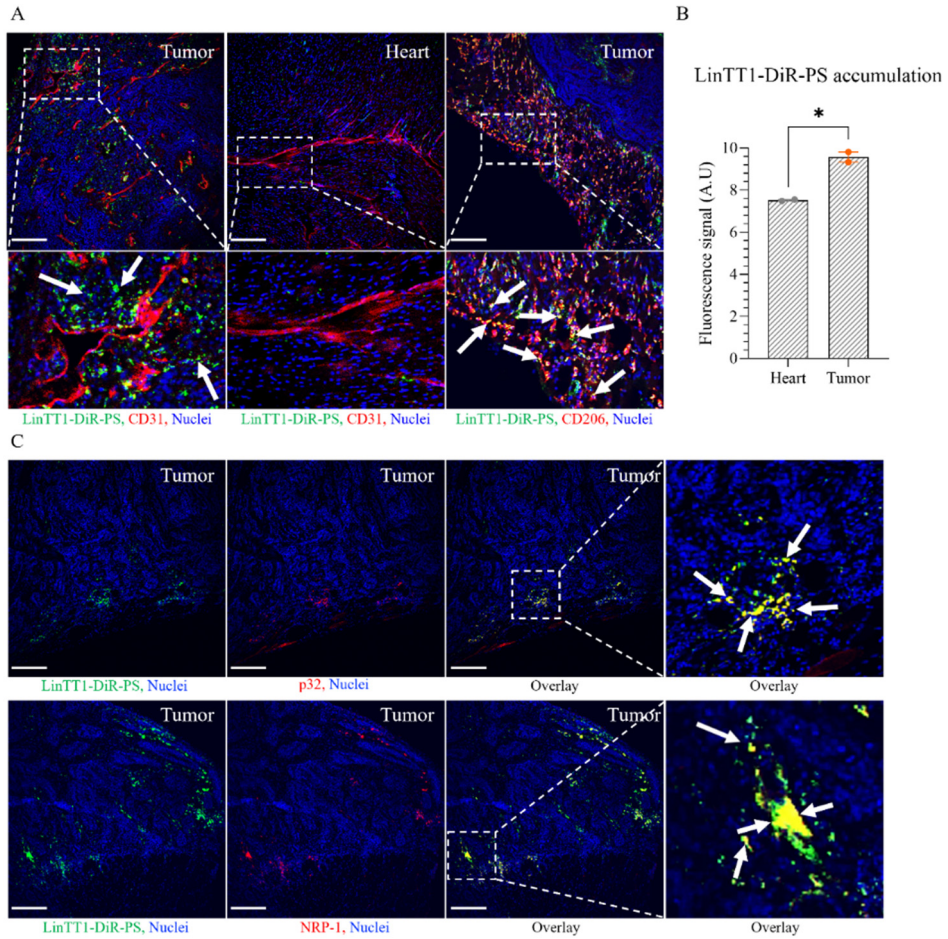 A
Tumor
Heart
Tumor
LinTT1-DiR-PS, CD31, Nuclei
LinTT1-DiR-PS, CD31, Nuclei
LinTT1-DiR-PS, CD206, Nuclei
B
LinTT1-DiR-PS accumulation
*
Fluorescence signal (A.U)
10
8
6
4
2
0
Heart
Tumor
C
Tumor
Tumor
Tumor
LinTT1-DiR-PS, Nuclei
p32, Nuclei
Overlay
Overlay
Tumor
Tumor
Tumor
LinTT1-DiR-PS, Nuclei
NRP-1, Nuclei
Overlay
Overlay